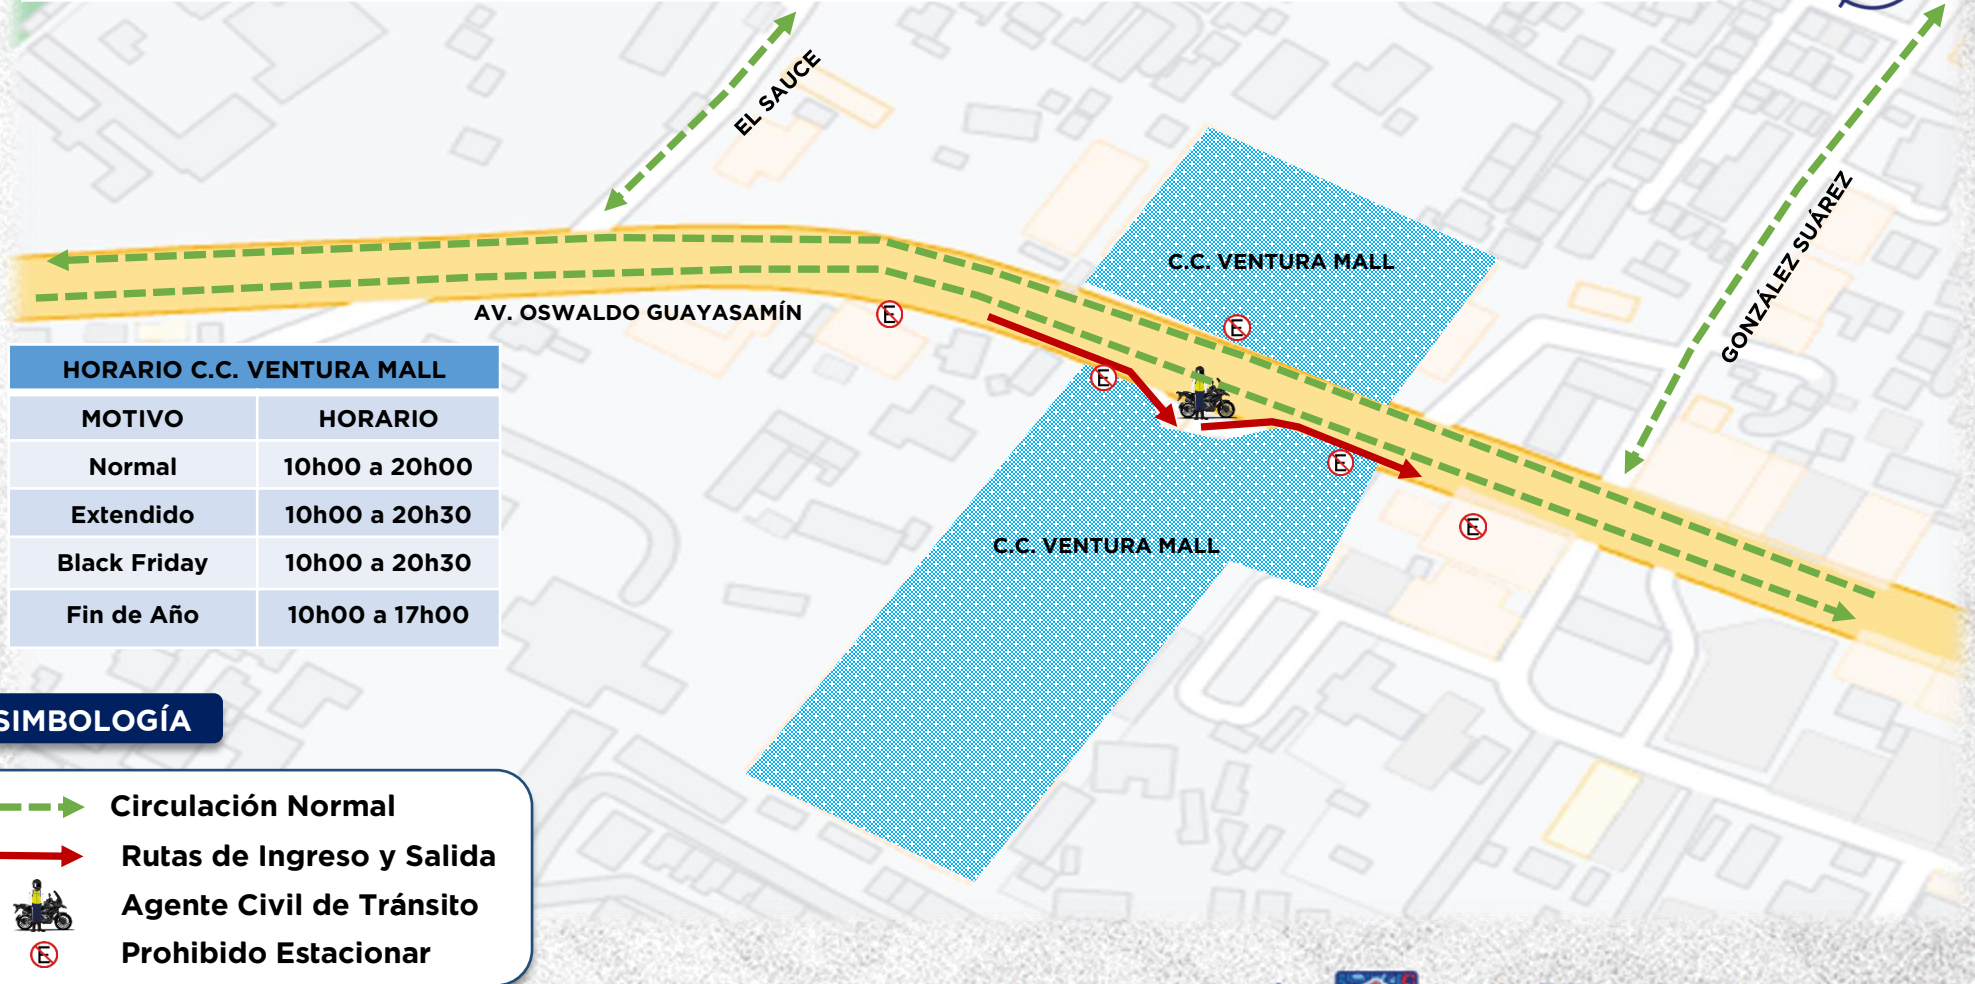 EL SAUCE
GONZÁLEZ SUÁREZ
C.C. VENTURA MALL
AV. OSWALDO GUAYASAMÍN
E
E
E
E
E
C.C. VENTURA MALL
HORARIO C.C. VENTURA MALL
MOTIVO HORARIO
Normal 10h00 a 20h00
Extendido 10h00 a 20h30
Black Friday 10h00 a 20h30
Fin de Año 10h00 a 17h00
SIMBOLOGÍA
Circulación Normal
Rutas de Ingreso y Salida
Agente Civil de Tránsito
E Prohibido Estacionar